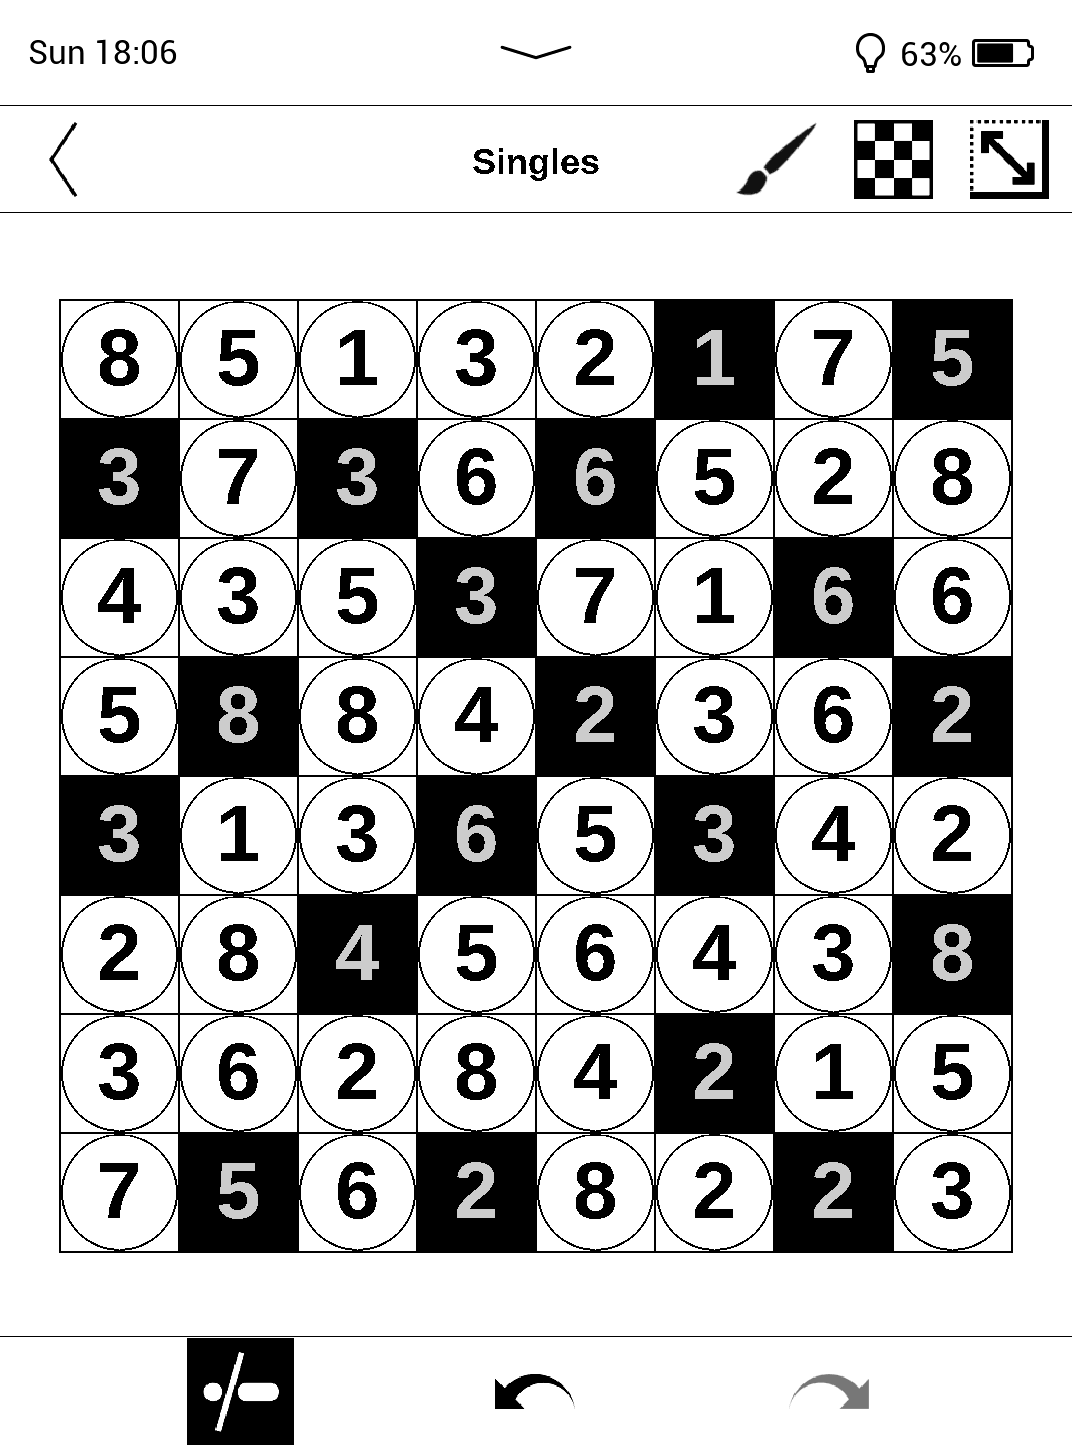 Sun 18:06 63%
Singles
8 5 1 3 2 1 7 5
3 7 3 6 6 5 2 8
4 3 5 3 7 1 6 6
5 8 8 4 2 3 6 2
3 1 3 6 5 3 4 2
2 8 4 5 6 4 3 8
3 6 2 8 4 2 1 5
7 5 6 2 8 2 2 3